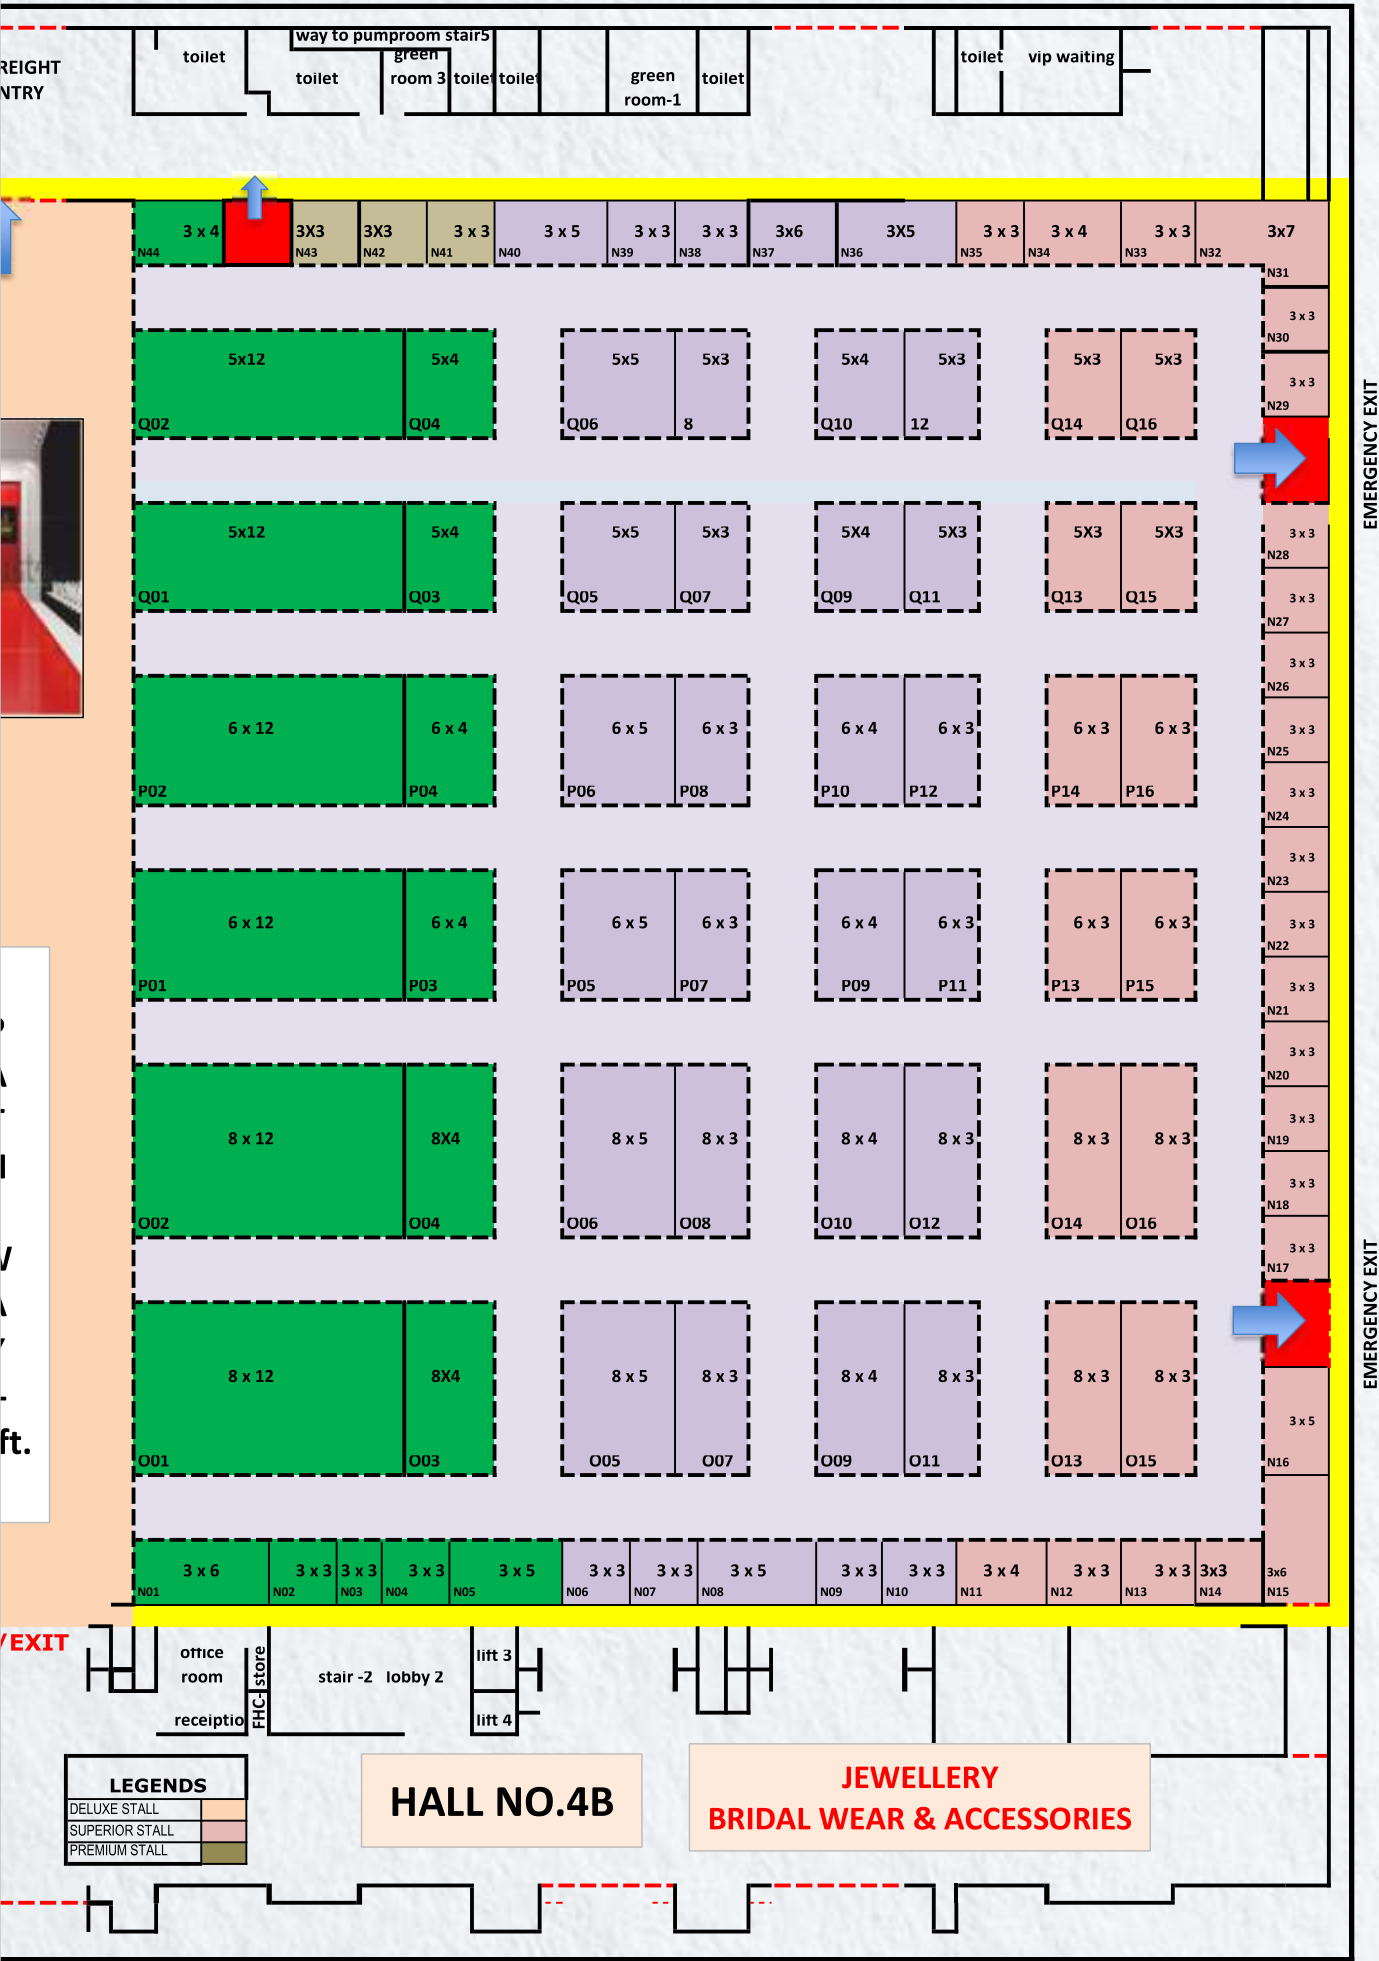 way to pumproom stair5
toilet
toilet
green
room 3
toilet
toilet
green
room-1
toilet
toilet
vip waiting
REIGHT
NTRY
3 x 4
3X3
3X3
3 x 3
3 x 5
3 x 3
3 x 3
3x6
3X5
3 x 3
3 x 4
3 x 3
3x7
N44
N43
N42
N41
N40
N39
N38
N37
N36
N35
N34
N33
N32
N31
3 x 3
N30
3 x 3
N29
5x12
5x4
5x5
5x3
5x4
5x3
5x3
5x3
Q02
Q04
Q06
8
Q10
12
Q14
Q16
EMERGENCY EXIT
5x12
5x4
5x5
5x3
5X4
5X3
5X3
5X3
Q01
Q03
Q05
Q07
Q09
Q11
Q13
Q15
3 x 3
N28
3 x 3
N27
3 x 3
N26
6 x 12
6 x 4
6 x 5
6 x 3
6 x 4
6 x 3
6 x 3
6 x 3
P02
P04
P06
P08
P10
P12
P14
P16
3 x 3
N25
3 x 3
N24
3 x 3
N23
6 x 12
6 x 4
6 x 5
6 x 3
6 x 4
6 x 3
6 x 3
6 x 3
P01
P03
P05
P07
P09
P11
P13
P15
3 x 3
N22
3 x 3
N21
3 x 3
N20
8 x 12
8X4
8 x 5
8 x 3
8 x 4
8 x 3
8 x 3
8 x 3
O02
O04
O06
O08
O10
O12
O14
O16
3 x 3
N19
3 x 3
N18
3 x 3
N17
EMERGENCY EXIT
8 x 12
8X4
8 x 5
8 x 3
8 x 4
8 x 3
8 x 3
8 x 3
O01
O03
O05
O07
O09
O11
O13
O15
3 x 5
N16
ft.
3 x 6
3 x 3
3 x 3
3 x 3
3 x 5
3 x 3
3 x 3
3 x 5
3 x 3
3 x 3
3 x 4
3 x 3
3 x 3
3x3
3x6
N01
N02
N03
N04
N05
N06
N07
N08
N09
N10
N11
N12
N13
N14
N15
/EXIT
office
room
receiptio
FHC-I store
stair -2
lobby 2
lift 3
lift 4
LEGENDS
DELUXE STALL
SUPERIOR STALL
PREMIUM STALL
HALL NO.4B
JEWELLERY
BRIDAL WEAR & ACCESSORIES